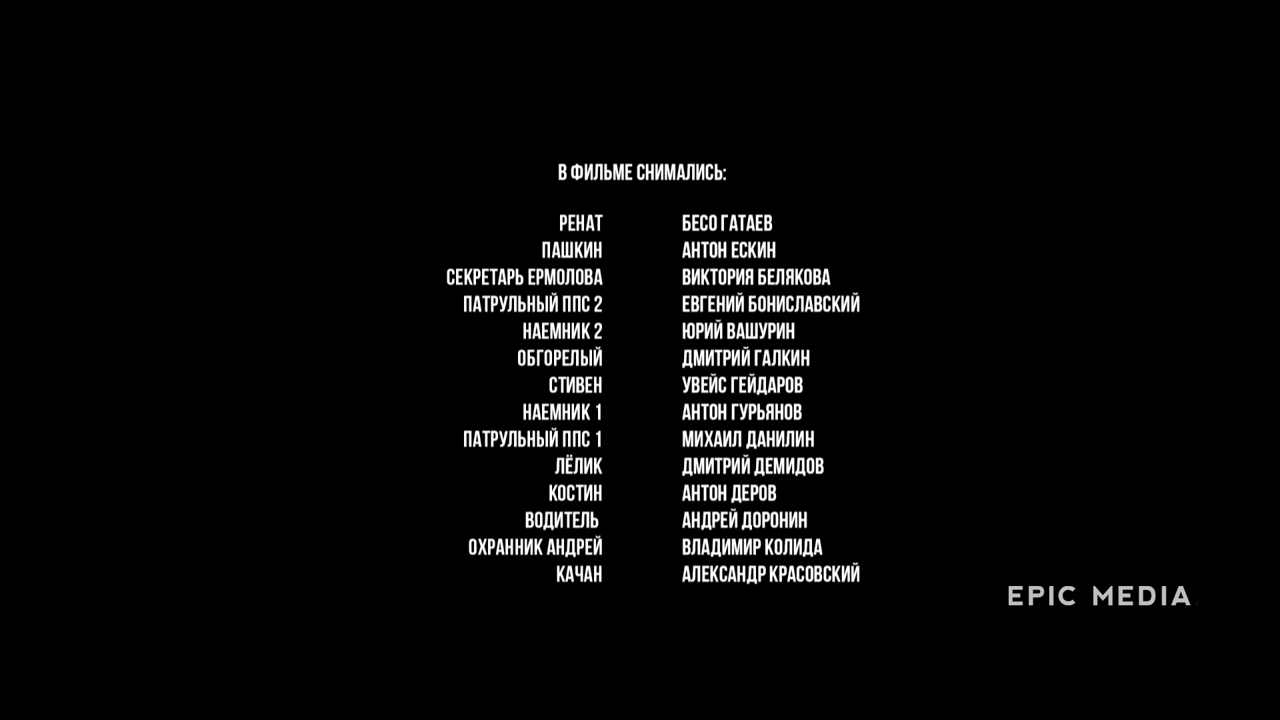 В ФИЛЬМЕ СНИМАЛИСЬ:
РЕНАТ БЕСО ГАТАЕВ
ПАШКИН АНТОН ЕСКИН
СЕКРЕТАРЬ ЕРМОЛОВА ВИКТОРИЯ БЕЛЯКОВА
ПАТРУЛЬНЫЙ ППС 2 ЕВГЕНИЙ БОНИСЛАВСКИЙ
НАЕМНИК 2 ЮРИЙ ВАШУРИН
ОБГОРЕЛЫЙ ДМИТРИЙ ГАЛКИН
СТИВЕН УВЕЙС ГЕЙДАРОВ
НАЕМНИК 1 АНТОН ГУРЬЯНОВ
ПАТРУЛЬНЫЙ ППС 1 МИХАИЛ ДАНИЛИН
ЛЁЛИК ДМИТРИЙ ДЕМИДОВ
КОСТИН АНТОН ДЕРОВ
ВОДИТЕЛЬ АНДРЕЙ ДОРОНИН
ОХРАННИК АНДРЕЙ ВЛАДИМИР КОЛИДА
КАЧАН АЛЕКСАНДР КРАСОВСКИЙ
EPIC MEDIA